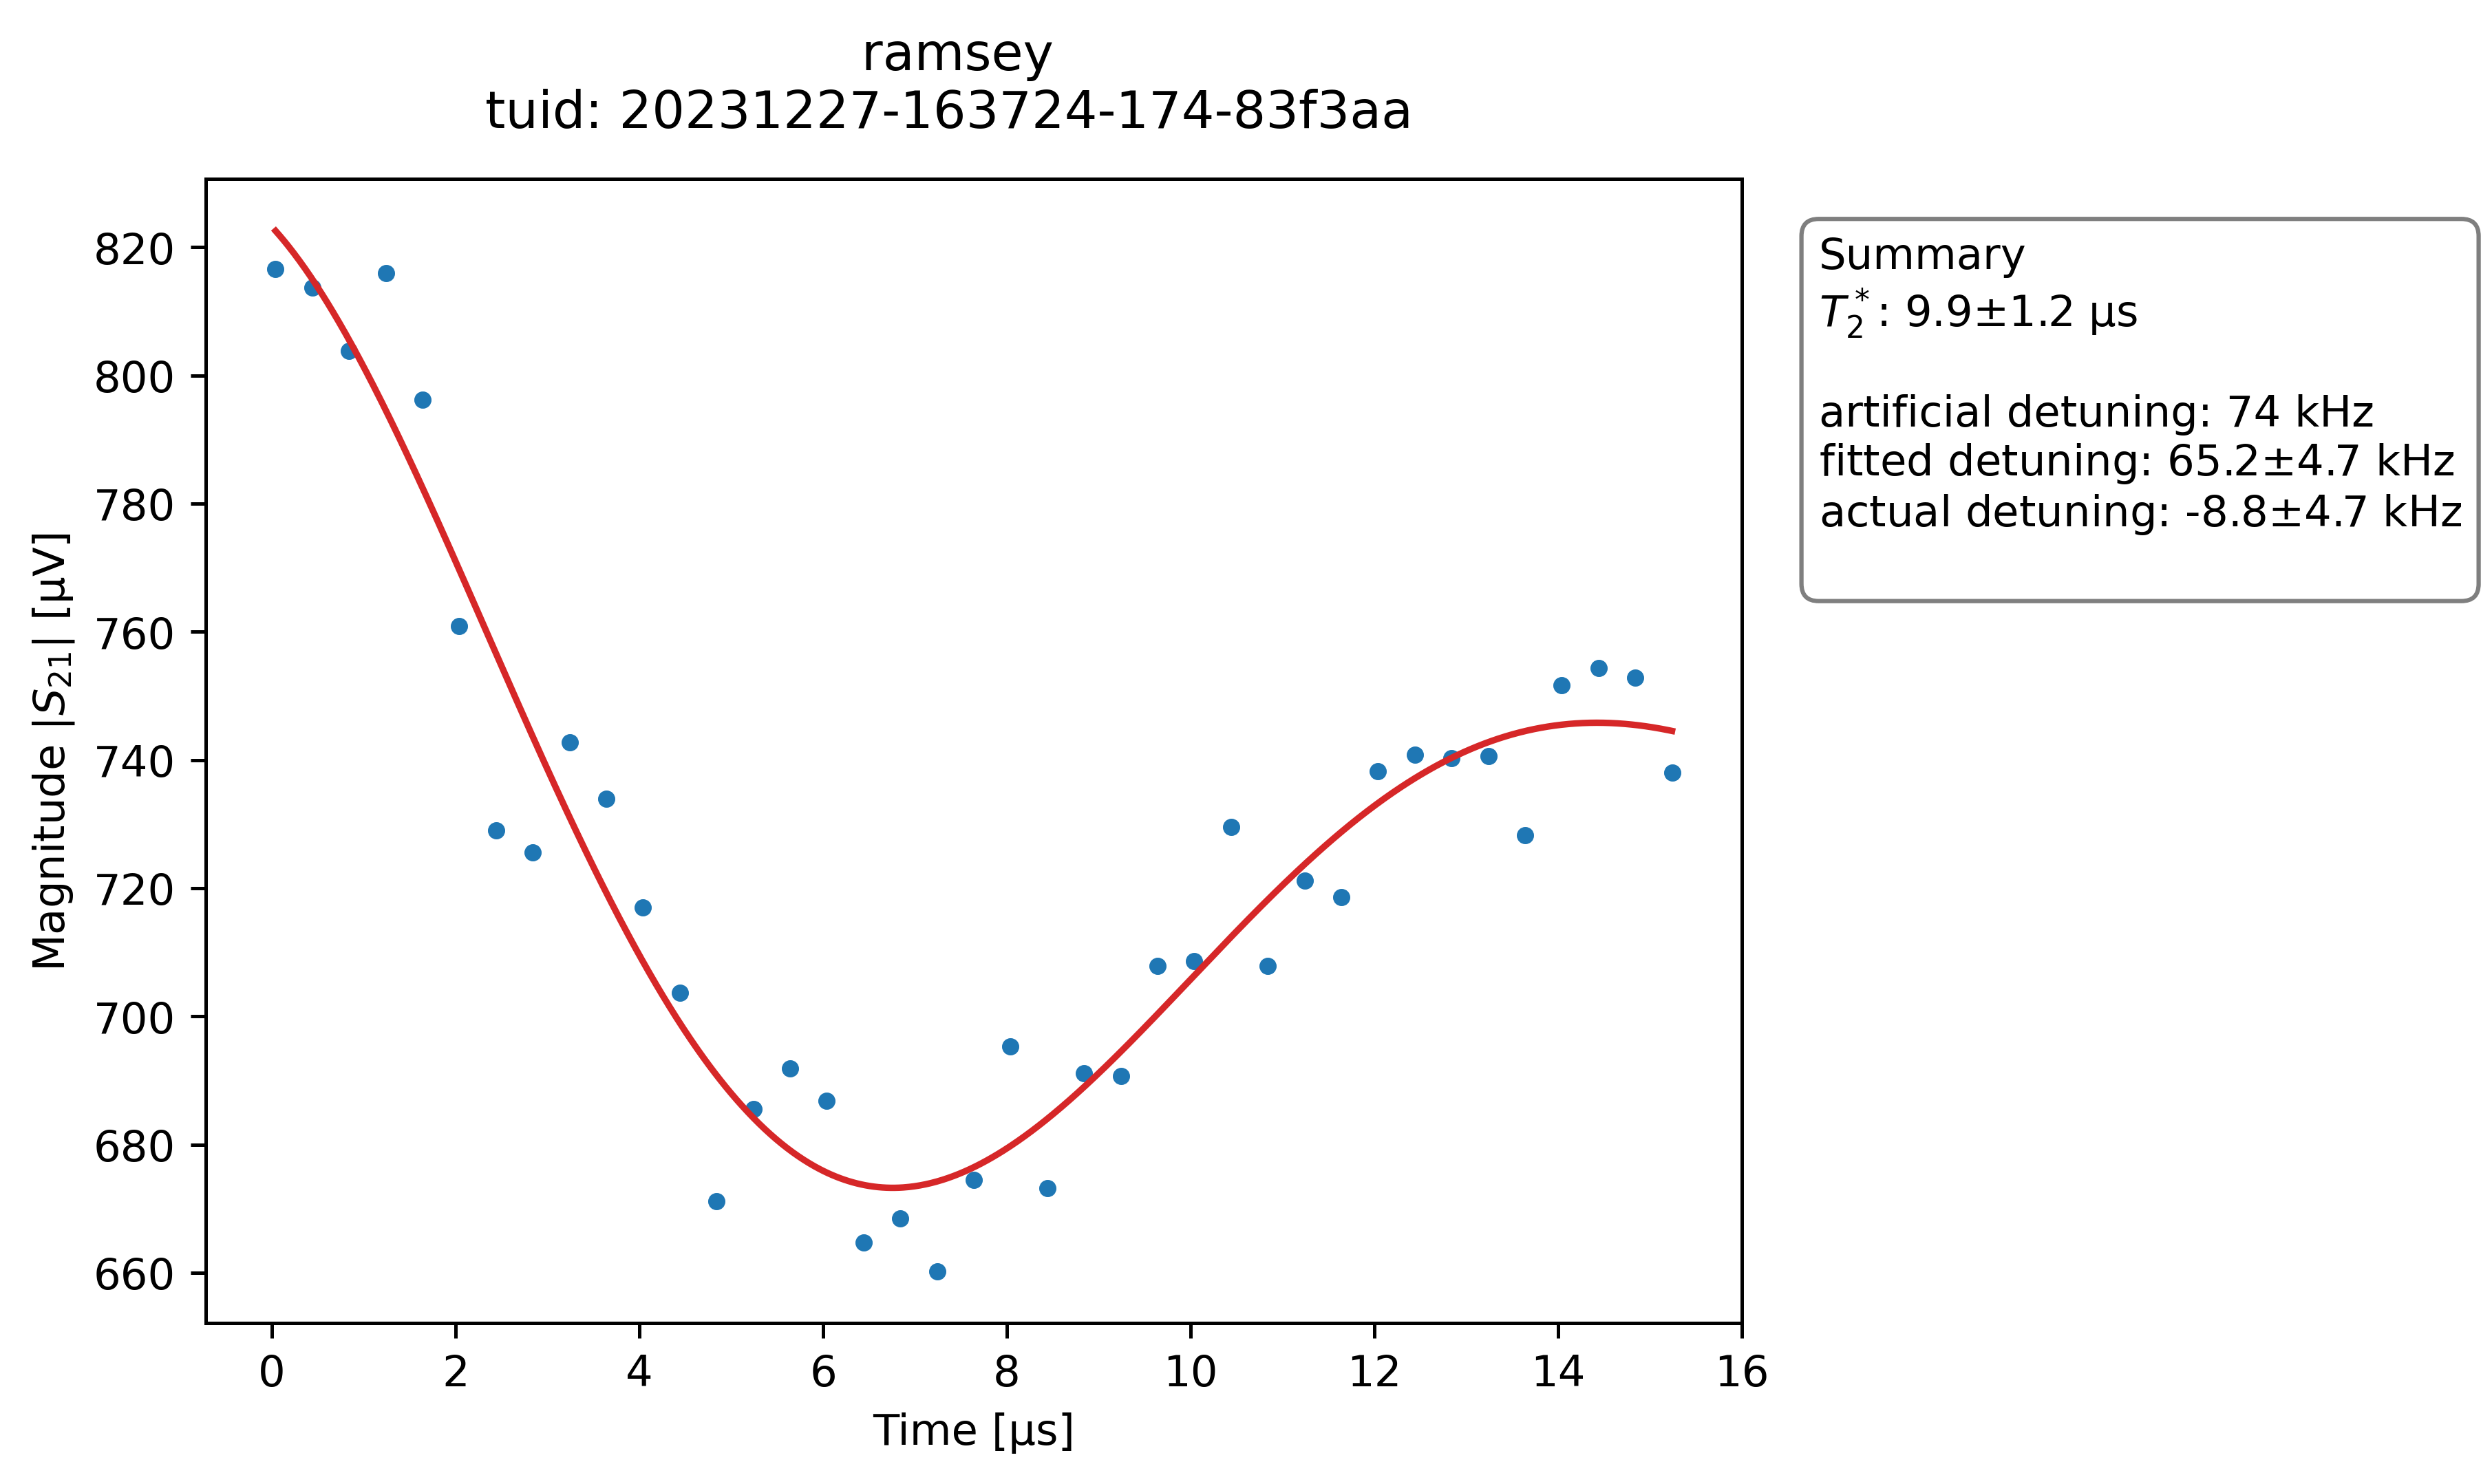 ramsey
tuid: 20231227-163724-174-83f3aa
Magnitude |S₂₁| [µV]
820
800
780
760
740
720
700
680
660
0 2 4 6 8 10 12 14 16
Time [µs]
Summary
T₂*: 9.9±1.2 µs
artificial detuning: 74 kHz
fitted detuning: 65.2±4.7 kHz
actual detuning: -8.8±4.7 kHz